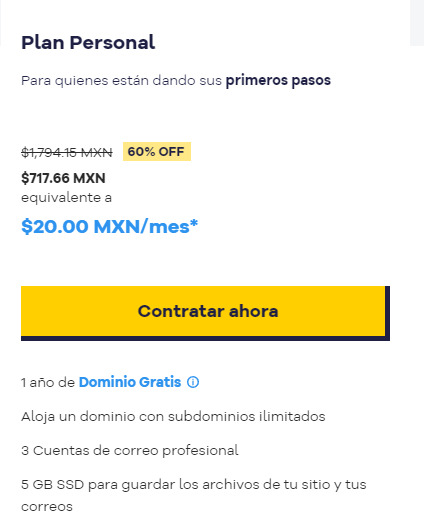 Plan Personal
Para quienes están dando sus primeros pasos
$1,794.15 MXN 60% OFF
$717.66 MXN
equivalente a
$20.00 MXN/mes*
Contratar ahora
1 año de Dominio Gratis
Aloja un dominio con subdominios ilimitados
3 Cuentas de correo profesional
5 GB SSD para guardar los archivos de tu sitio y tus
correos